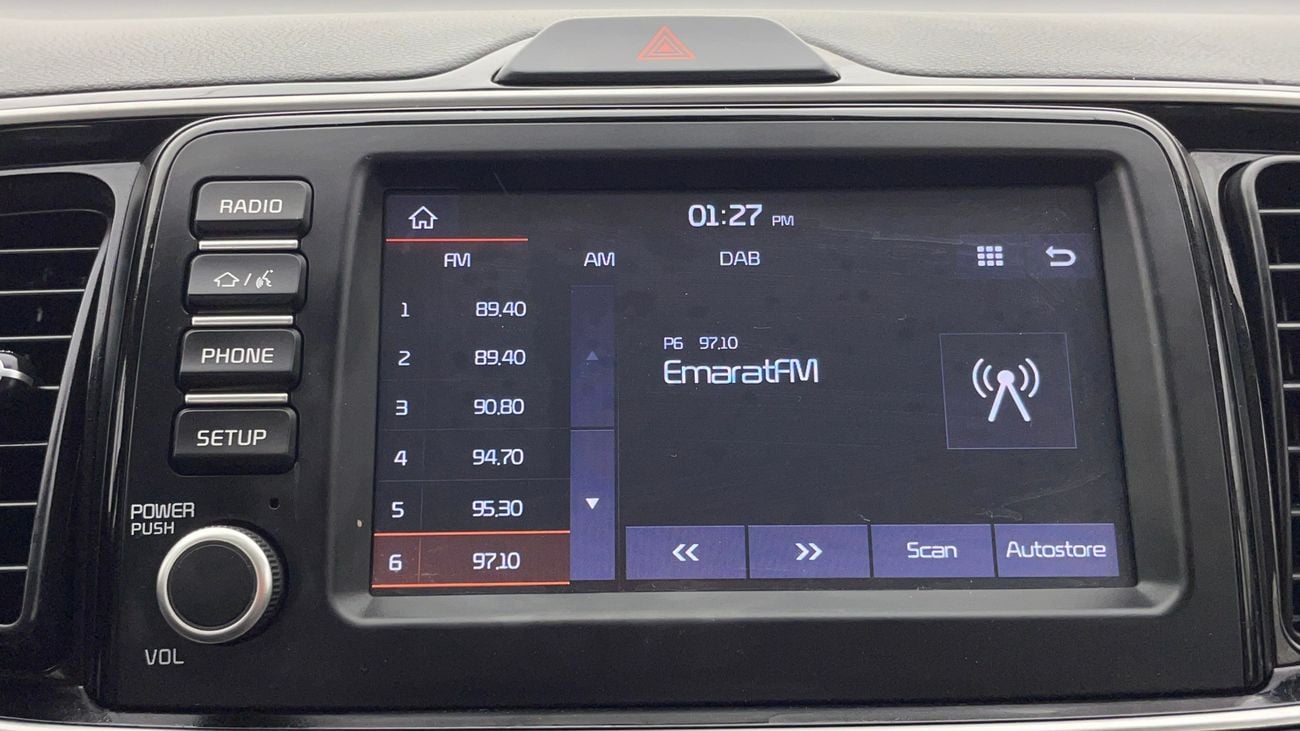 RADIO
PHONE
SETUP
POWER
PUSH
VOL
01:27 PM
FM AM DAB
1 89.40
2 89.40
3 90.80
4 94.70
5 95.30
6 97.10
P6 97.10
EmaratFM
Scan Autostore